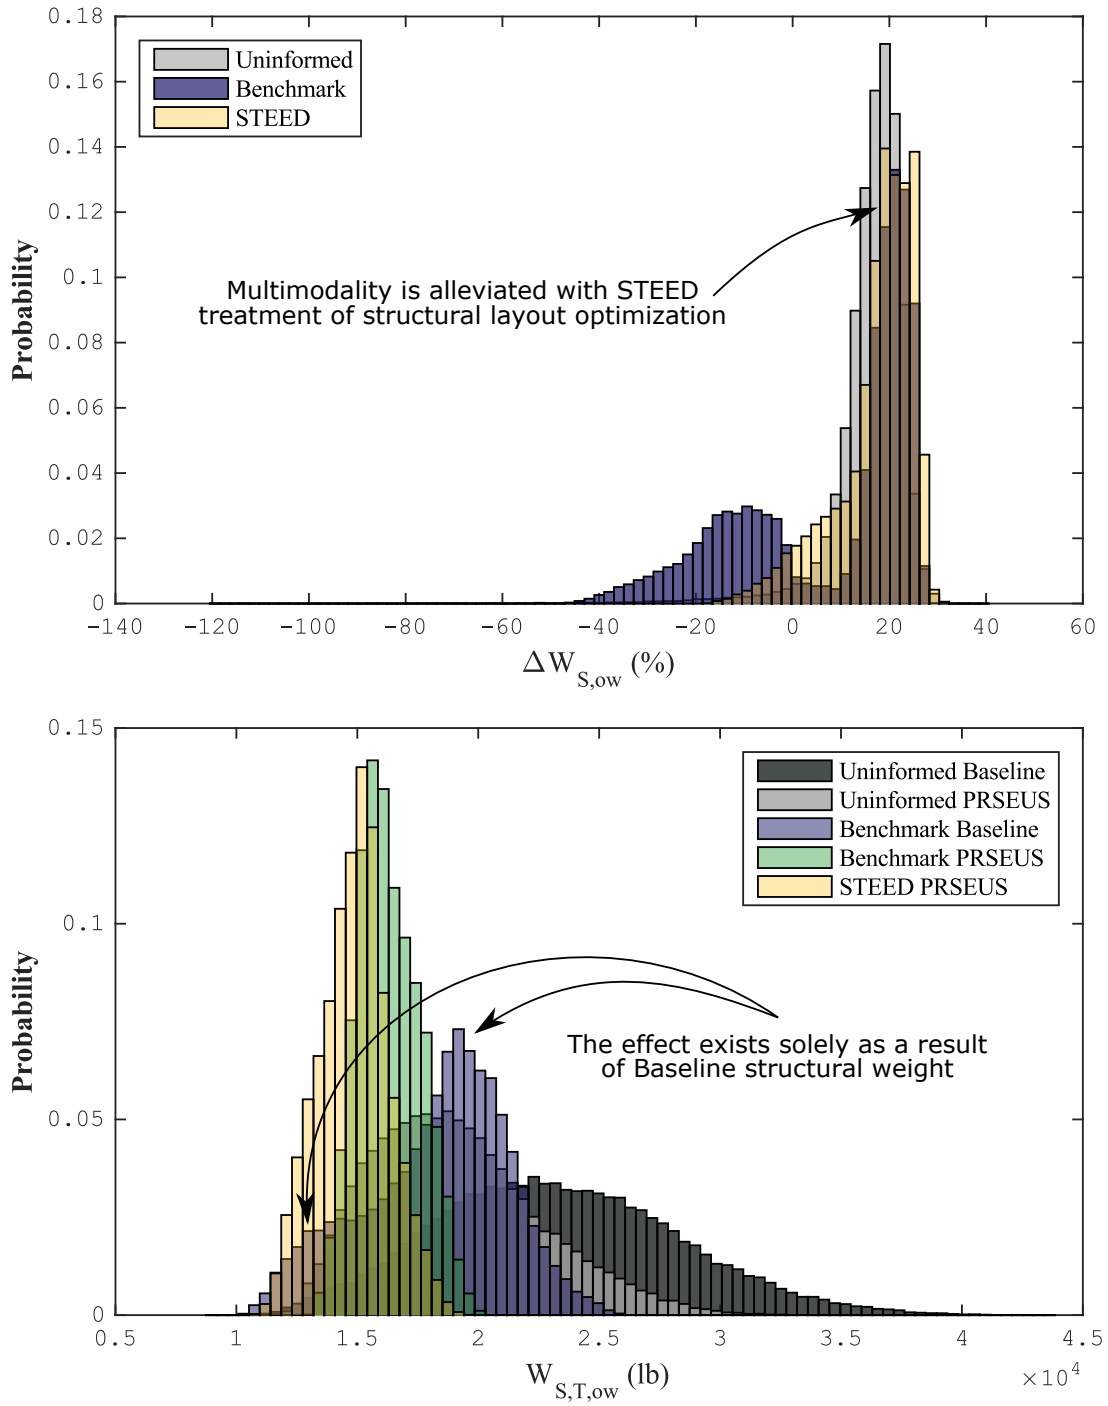 0.18
0.16
0.14
0.12
0.1
0.08
0.06
0.04
0.02
0
Probability
Uninformed
Benchmark
STEED
Multimodality is alleviated with STEED
treatment of structural layout optimization
-140 -120 -100 -80 -60 -40 -20 0 20 40 60
ΔW_S,ow (%)
0.15
0.1
0.05
0
Probability
Uninformed Baseline
Uninformed PRSEUS
Benchmark Baseline
Benchmark PRSEUS
STEED PRSEUS
The effect exists solely as a result
of Baseline structural weight
0.5 1 1.5 2 2.5 3 3.5 4 4.5
W_S,T,ow (lb)
×10^4